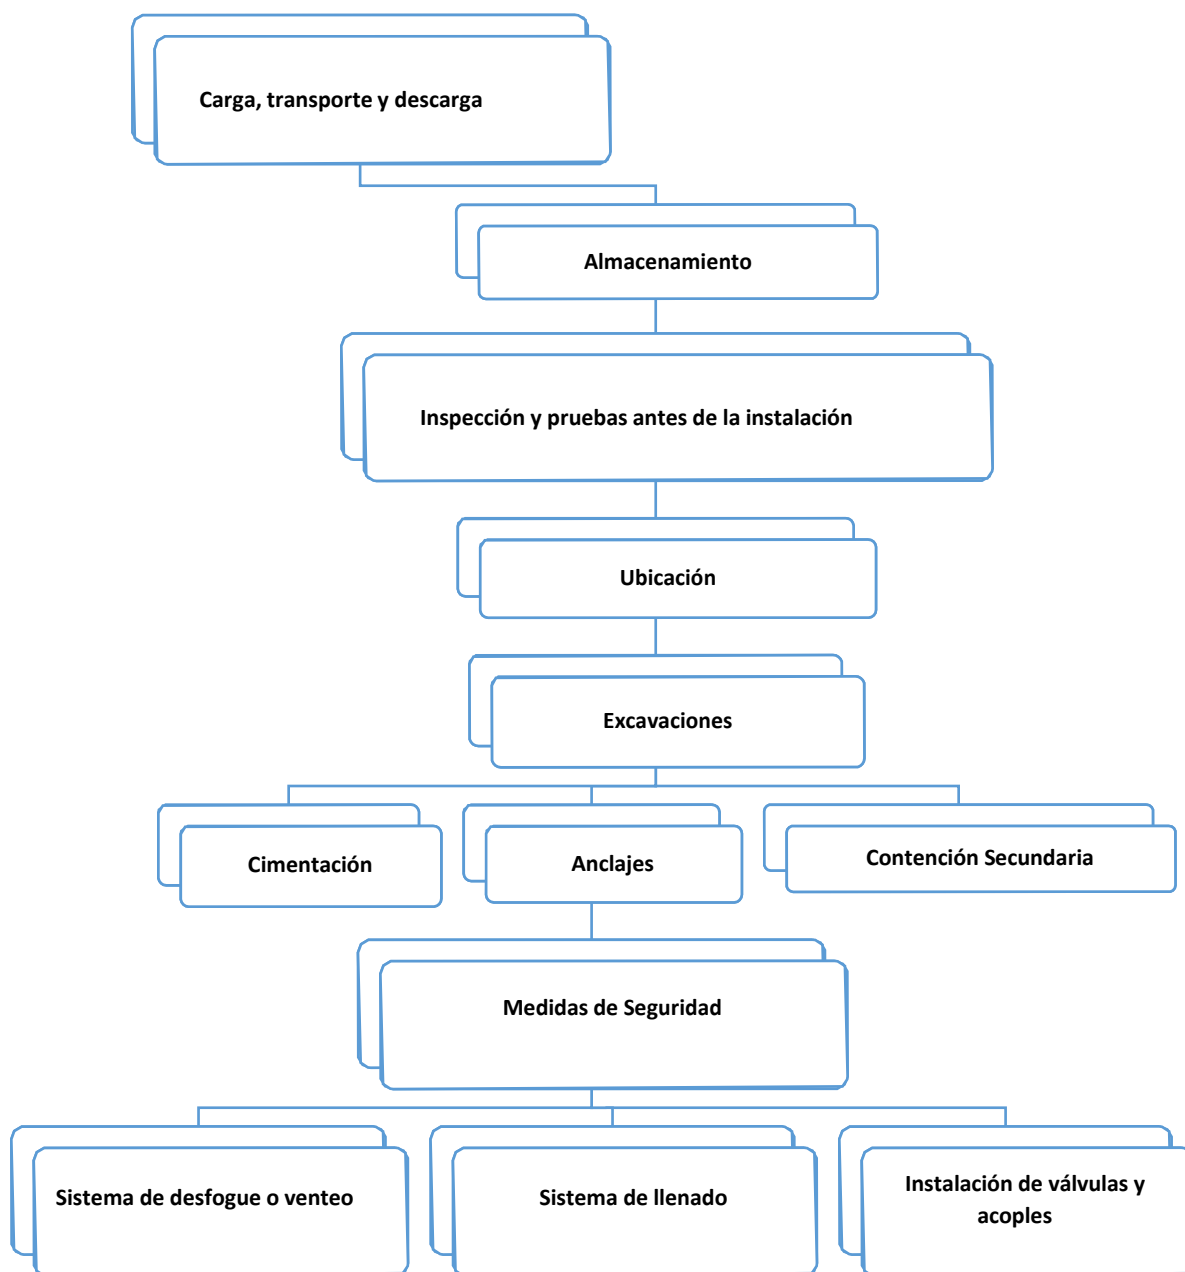 Carga, transporte y descarga
Almacenamiento
Inspección y pruebas antes de la instalación
Ubicación
Excavaciones
Cimentación
Anclajes
Contención Secundaria
Medidas de Seguridad
Sistema de desfogue o venteo
Sistema de llenado
Instalación de válvulas y
acoples